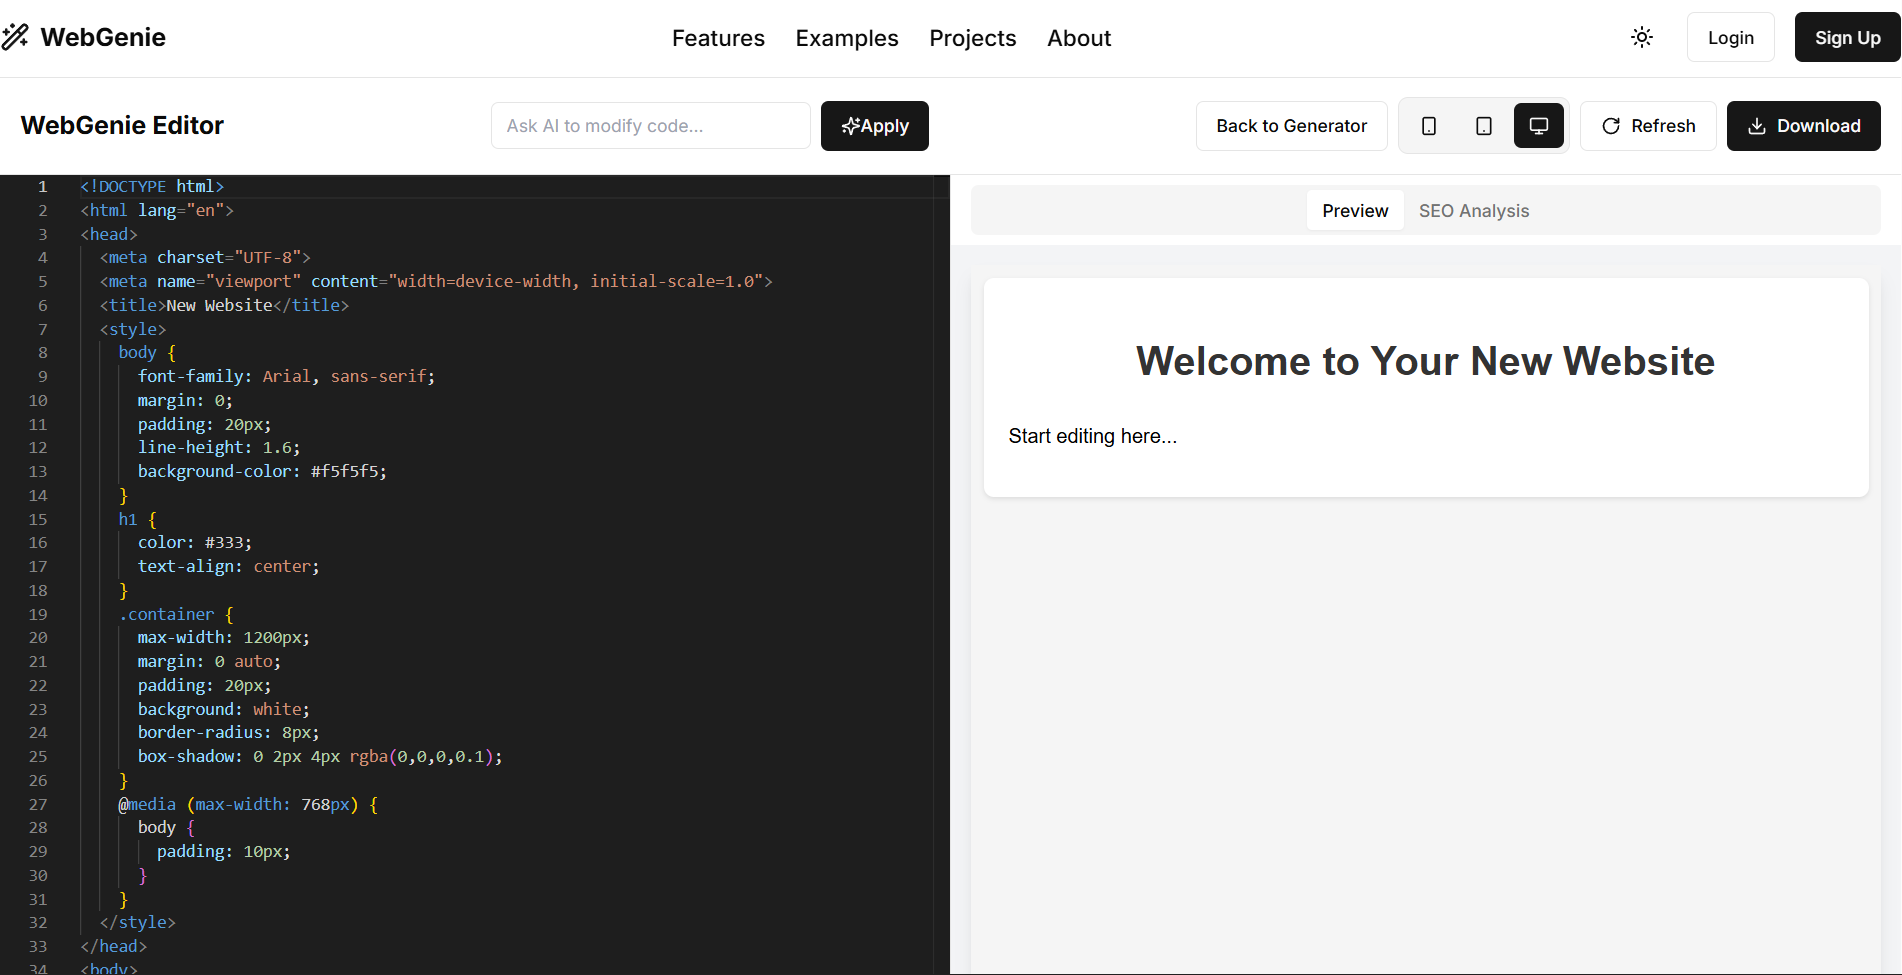 WebGenie
Features Examples Projects About
Login
Sign Up
WebGenie Editor
Ask AI to modify code...
Apply
Back to Generator
Refresh
Download
1 <!DOCTYPE html>
2 <html lang="en">
3 <head>
4 <meta charset="UTF-8">
5 <meta name="viewport" content="width=device-width, initial-scale=1.0">
6 <title>New Website</title>
7 <style>
8 body {
9 font-family: Arial, sans-serif;
10 margin: 0;
11 padding: 20px;
12 line-height: 1.6;
13 background-color: #f5f5f5;
14 }
15 h1 {
16 color: #333;
17 text-align: center;
18 }
19 .container {
20 max-width: 1200px;
21 margin: 0 auto;
22 padding: 20px;
23 background: white;
24 border-radius: 8px;
25 box-shadow: 0 2px 4px rgba(0,0,0,0.1);
26 }
27 @media (max-width: 768px) {
28 body {
29 padding: 10px;
30 }
31 }
32 </style>
33 </head>
34 <body>
Preview SEO Analysis
Welcome to Your New Website
Start editing here...